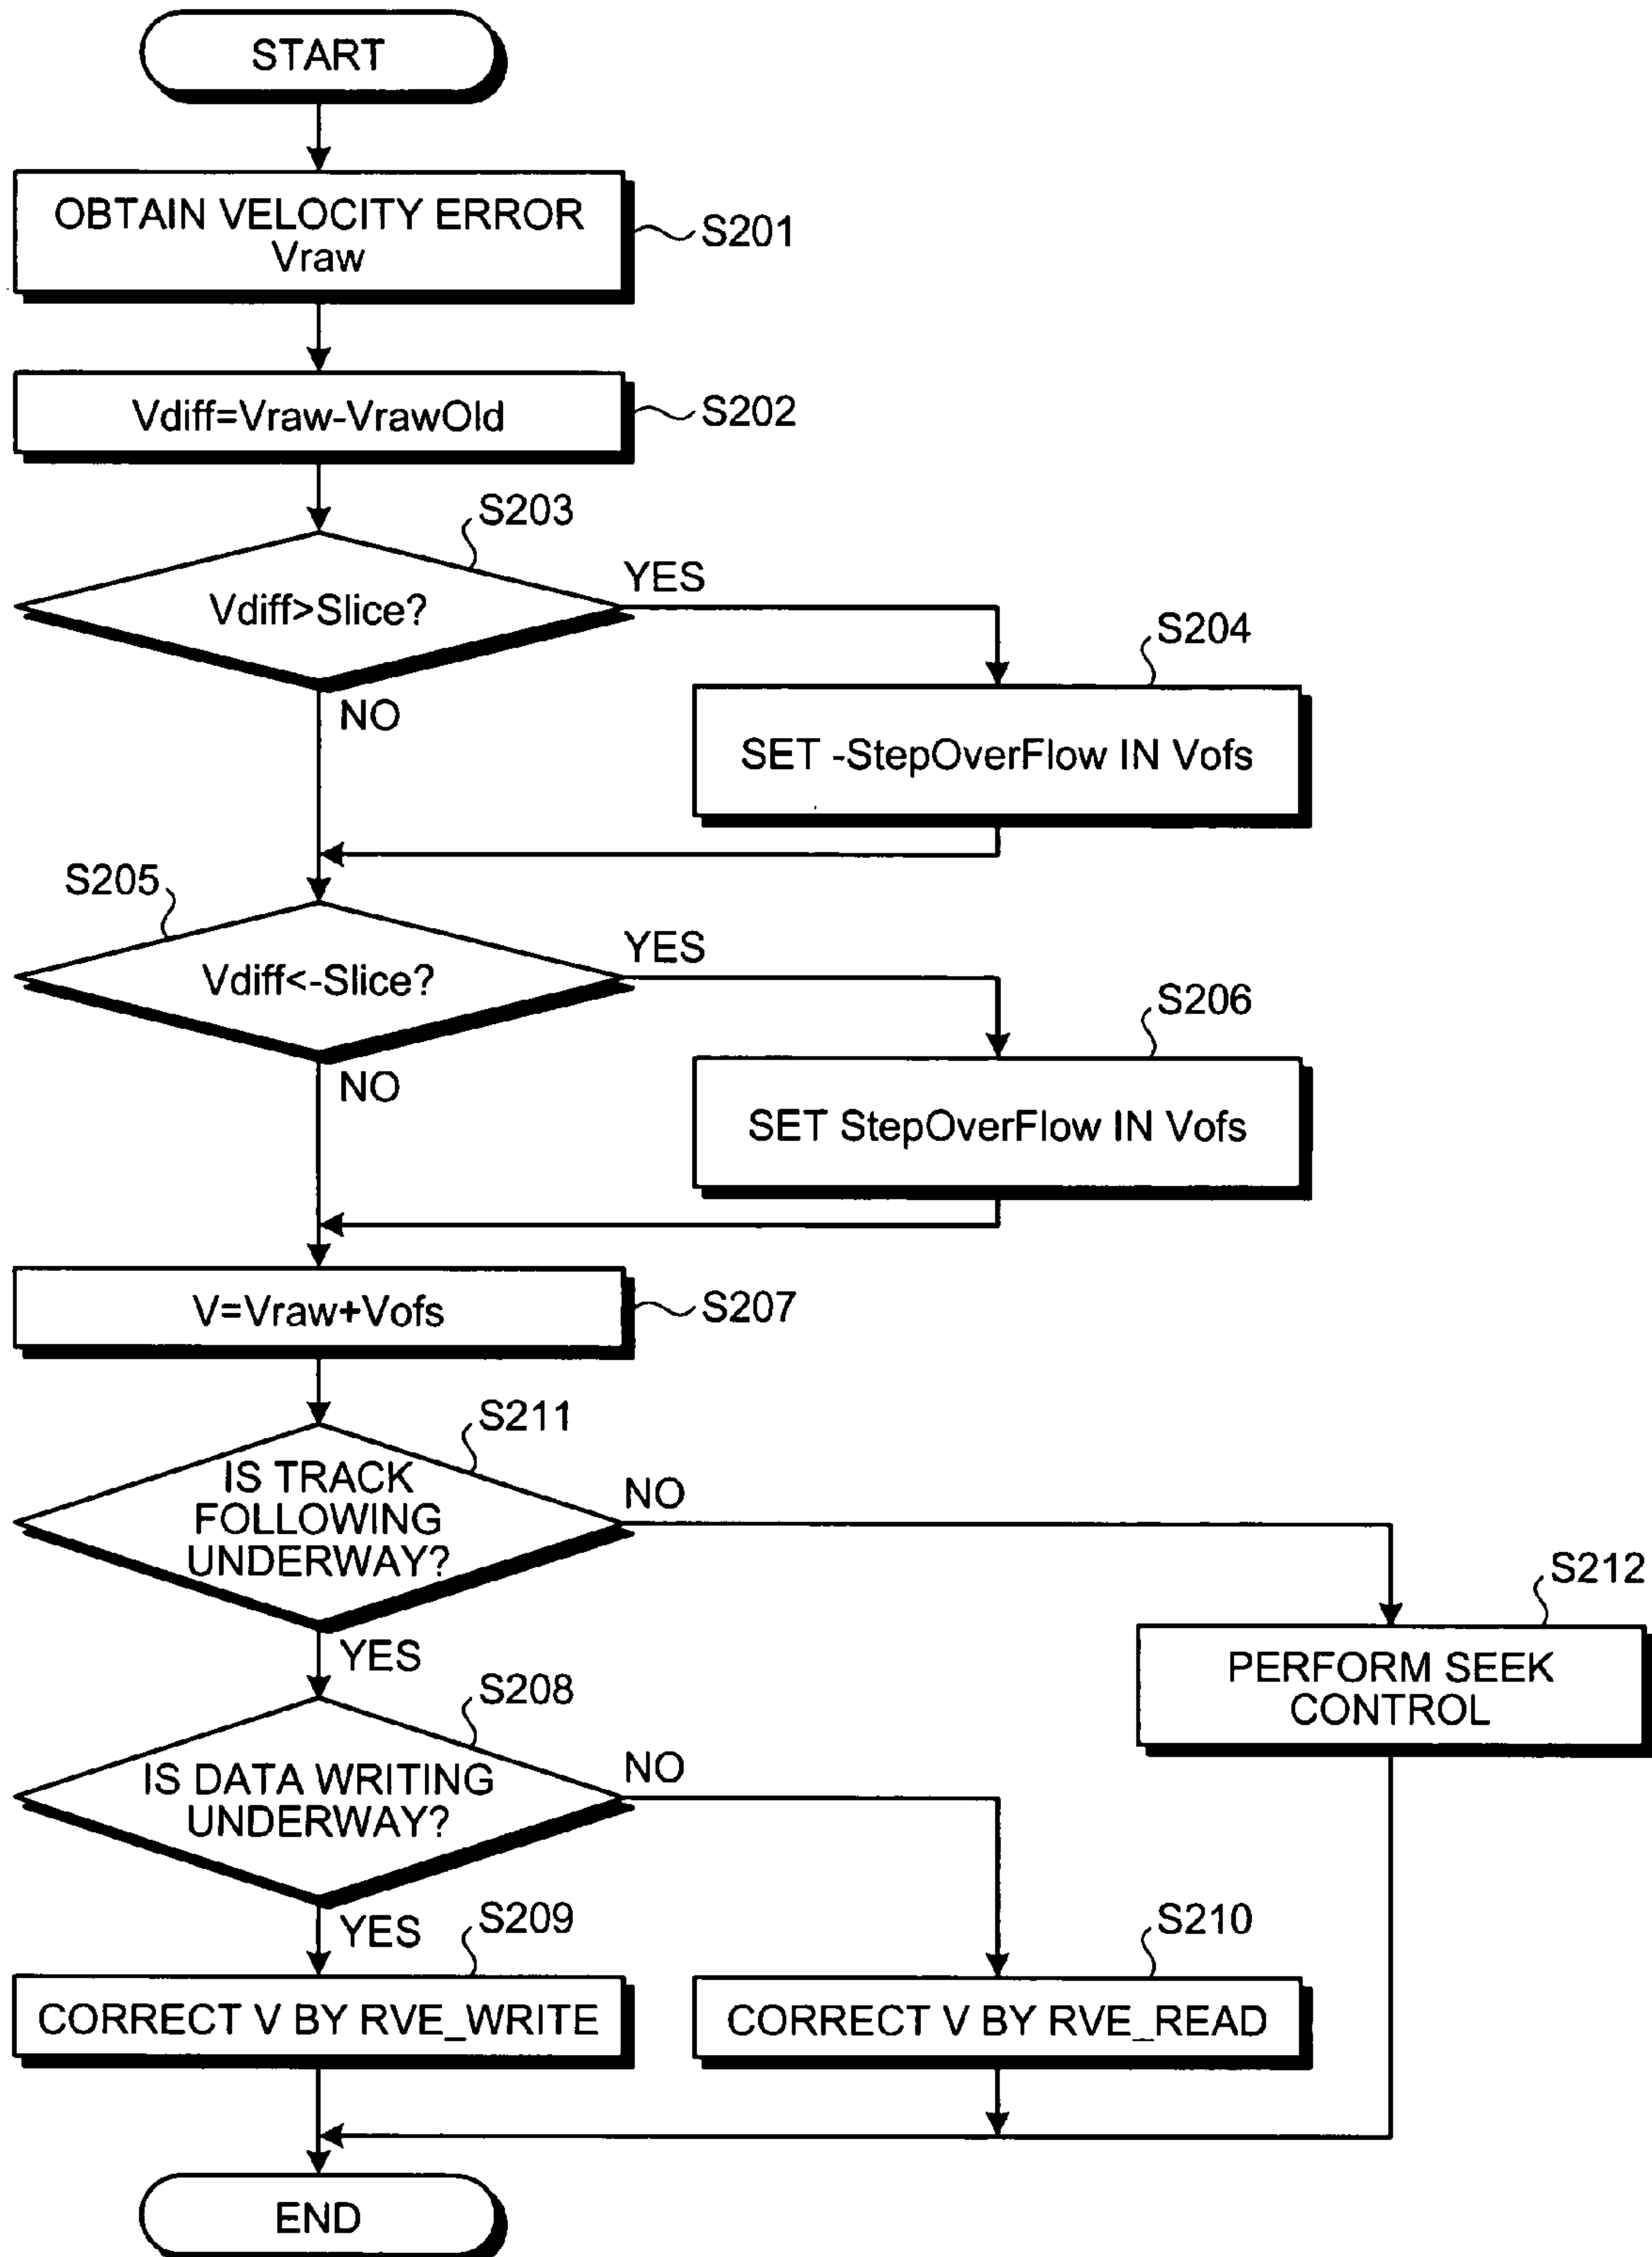 START
OBTAIN VELOCITY ERROR
Vraw
S201
Vdiff=Vraw-VrawOld
S202
S203
Vdiff>Slice?
YES
NO
S204
SET -StepOverFlow IN Vofs
S205
Vdiff<-Slice?
YES
NO
S206
SET StepOverFlow IN Vofs
V=Vraw+Vofs
S207
S211
IS TRACK
FOLLOWING
UNDERWAY?
NO
YES
S212
PERFORM SEEK
CONTROL
S208
IS DATA WRITING
UNDERWAY?
NO
YES
S209
CORRECT V BY RVE_WRITE
S210
CORRECT V BY RVE_READ
END